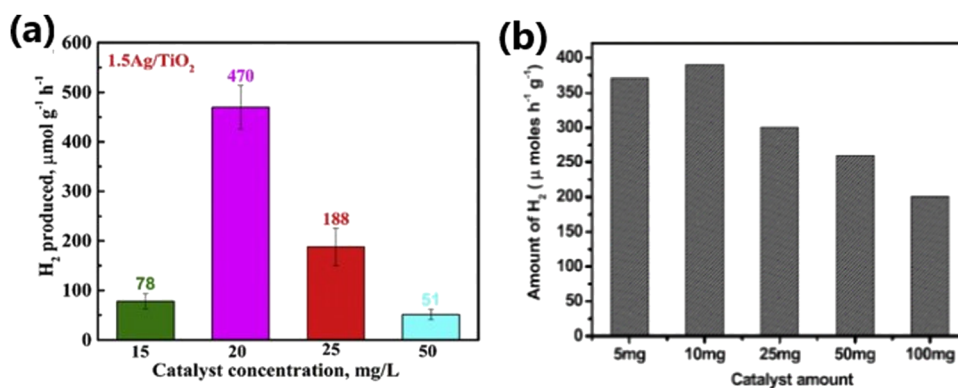 (a)
600
500
400
300
200
100
0
H₂ produced, μmol g⁻¹ h⁻¹
1.5Ag/TiO₂
78
470
188
51
15 20 25 50
Catalyst concentration, mg/L
(b)
400
350
300
250
200
150
100
50
0
Amount of H₂ ( μ moles h⁻¹ g⁻¹)
5mg 10mg 25mg 50mg 100mg
Catalyst amount